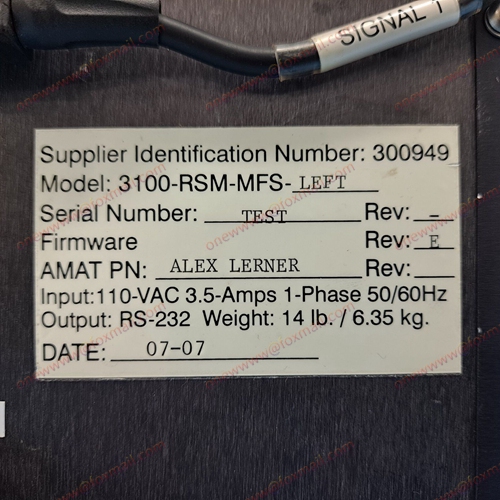 SIGNAL 1
Supplier Identification Number: 300949
Model: 3100-RSM-MFS-LEFT
Serial Number: TEST Rev: -
Firmware Rev: E
AMAT PN: ALEX LERNER Rev:
Input:110-VAC 3.5-Amps 1-Phase 50/60Hz
Output: RS-232 Weight: 14 lb. / 6.35 kg.
DATE: 07-07